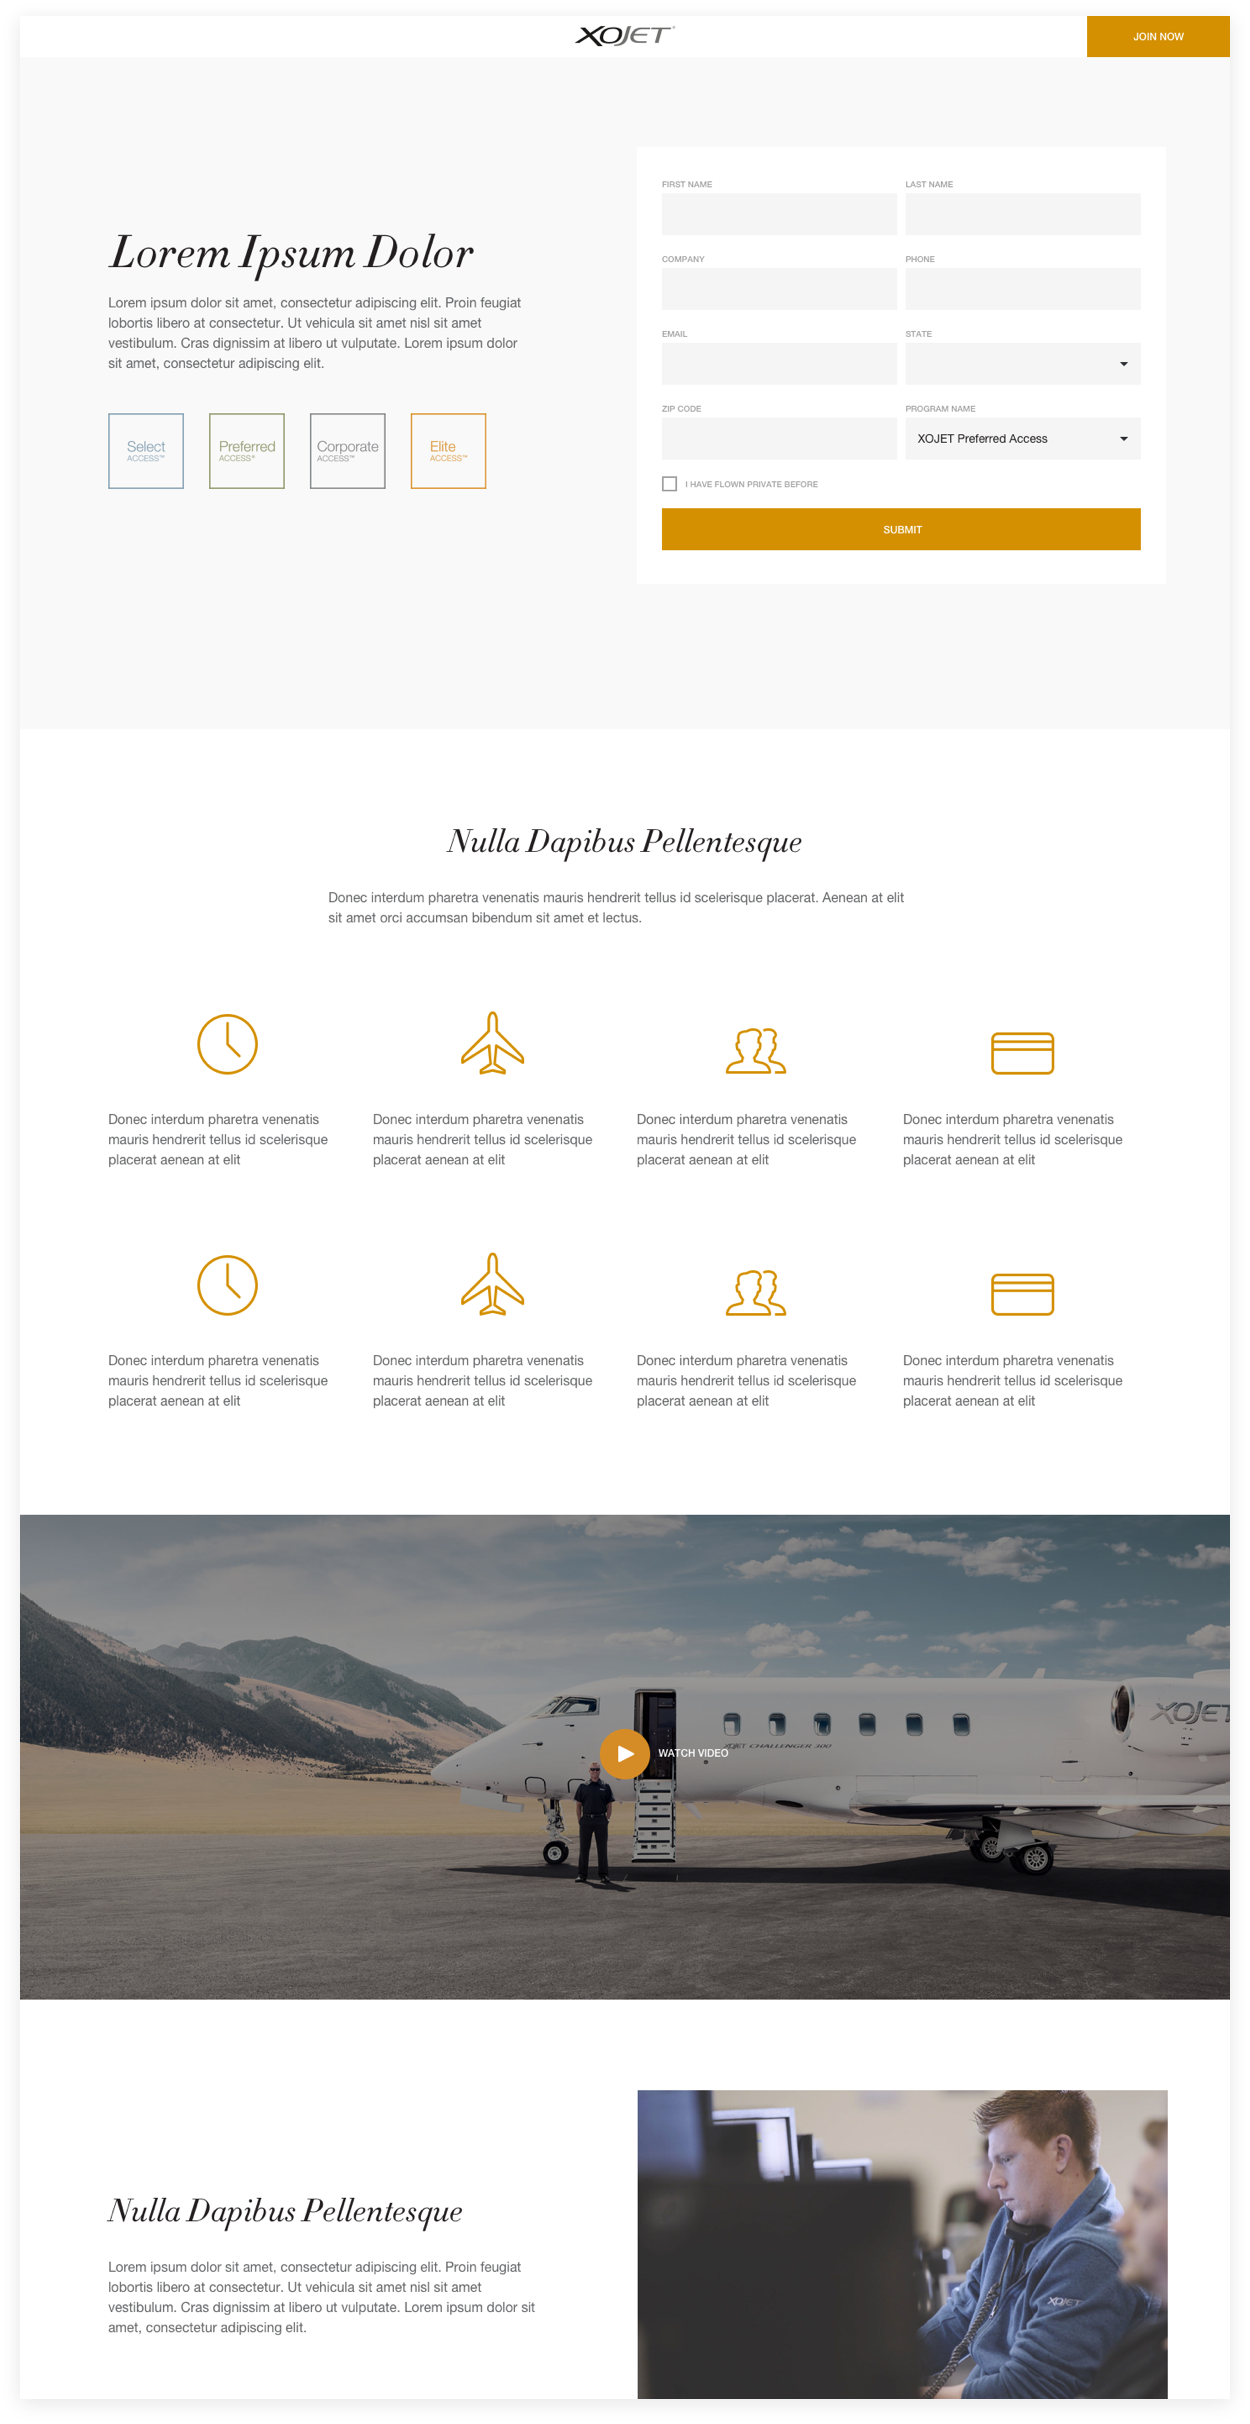 XOJET
JOIN NOW
Lorem Ipsum Dolor
Lorem ipsum dolor sit amet, consectetur adipiscing elit. Proin feugiat
lobortis libero at consectetur. Ut vehicula sit amet nisl sit amet
vestibulum. Cras dignissim at libero ut vulputate. Lorem ipsum dolor
sit amet, consectetur adipiscing elit.
Select
ACCESS™
Preferred
ACCESS®
Corporate
ACCESS™
Elite
ACCESS™
FIRST NAME
LAST NAME
COMPANY
PHONE
EMAIL
STATE
ZIP CODE
PROGRAM NAME
XOJET Preferred Access
I HAVE FLOWN PRIVATE BEFORE
SUBMIT
Nulla Dapibus Pellentesque
Donec interdum pharetra venenatis mauris hendrerit tellus id scelerisque placerat. Aenean at elit
sit amet orci accumsan bibendum sit amet et lectus.
Donec interdum pharetra venenatis
mauris hendrerit tellus id scelerisque
placerat aenean at elit
Donec interdum pharetra venenatis
mauris hendrerit tellus id scelerisque
placerat aenean at elit
Donec interdum pharetra venenatis
mauris hendrerit tellus id scelerisque
placerat aenean at elit
Donec interdum pharetra venenatis
mauris hendrerit tellus id scelerisque
placerat aenean at elit
Donec interdum pharetra venenatis
mauris hendrerit tellus id scelerisque
placerat aenean at elit
Donec interdum pharetra venenatis
mauris hendrerit tellus id scelerisque
placerat aenean at elit
Donec interdum pharetra venenatis
mauris hendrerit tellus id scelerisque
placerat aenean at elit
Donec interdum pharetra venenatis
mauris hendrerit tellus id scelerisque
placerat aenean at elit
XOJET
XOJET CHALLENGER 300
WATCH VIDEO
Nulla Dapibus Pellentesque
Lorem ipsum dolor sit amet, consectetur adipiscing elit. Proin feugiat
lobortis libero at consectetur. Ut vehicula sit amet nisl sit amet
vestibulum. Cras dignissim at libero ut vulputate. Lorem ipsum dolor sit
amet, consectetur adipiscing elit.
XOJET